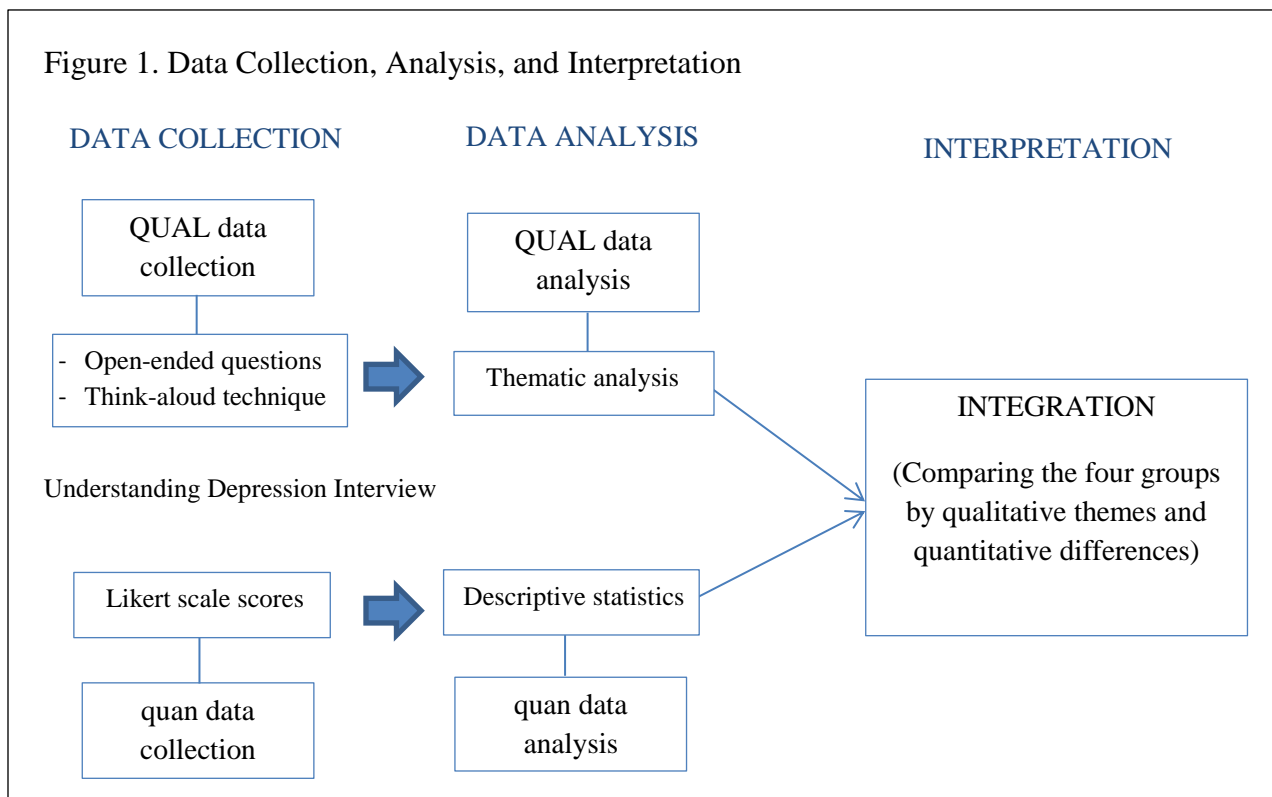 Figure 1. Data Collection, Analysis, and Interpretation
DATA COLLECTION
DATA ANALYSIS
INTERPRETATION
QUAL data
collection
- Open-ended questions
- Think-aloud technique
QUAL data
analysis
Thematic analysis
Understanding Depression Interview
Likert scale scores
quan data
collection
Descriptive statistics
quan data
analysis
INTEGRATION
(Comparing the four groups
by qualitative themes and
quantitative differences)